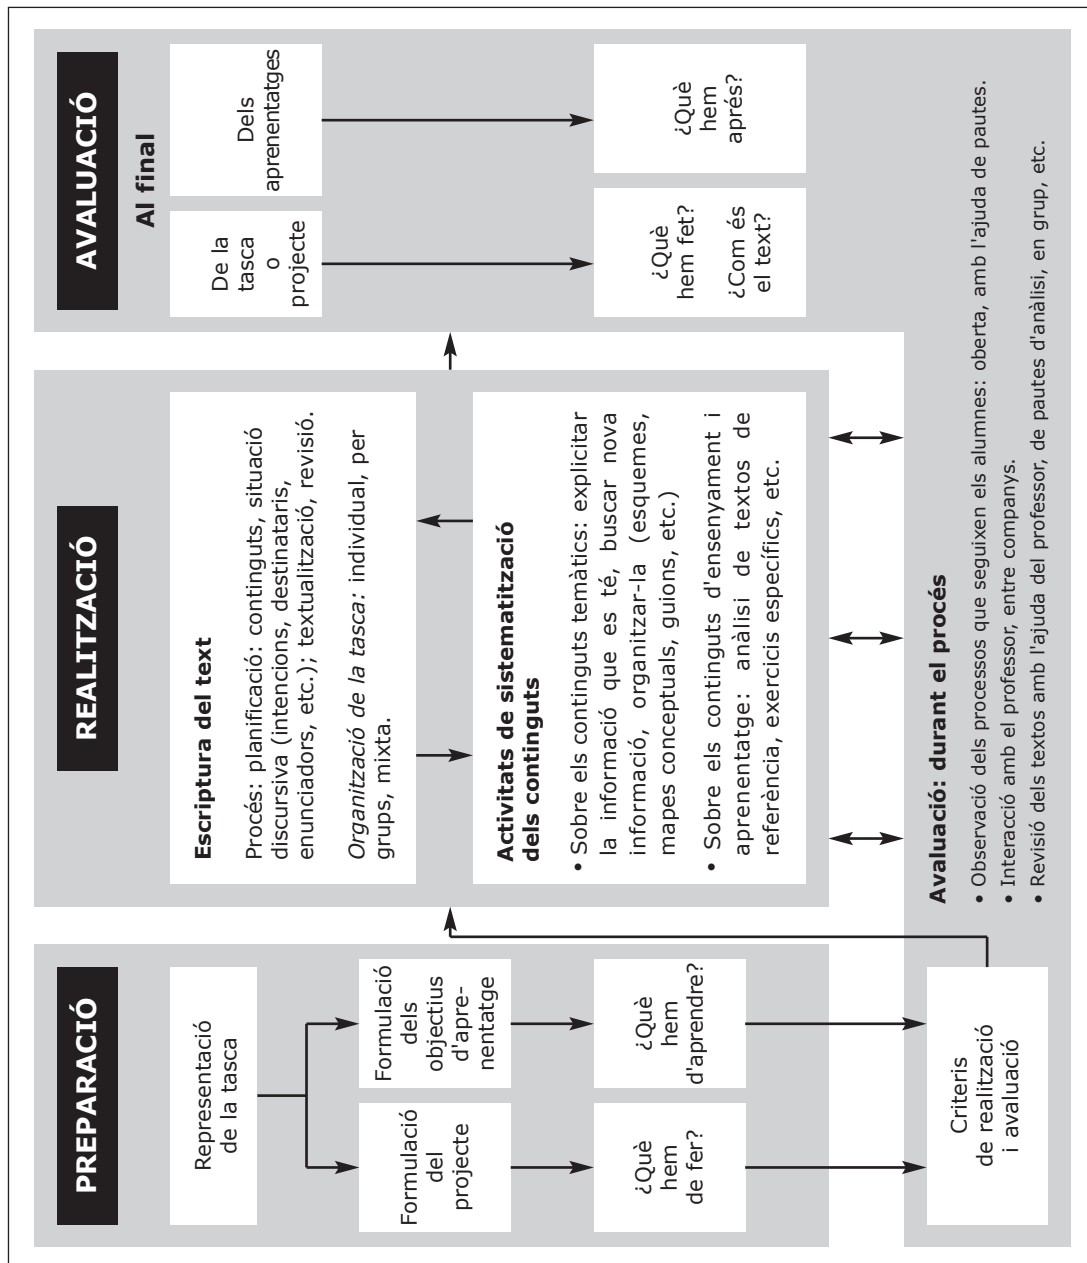 PREPARACIÓ
Representació
de la tasca
Formulació
del
projecte
Formulació
dels
objectius
d'apre-
nentatge
¿Què
hem
de fer?
¿Què
hem
d'aprendre?
Criteris
de realització
i avaluació
REALITZACIÓ
Escriptura del text
Procés: planificació: continguts, situació
discursiva (intencions, destinataris,
enunciadors, etc.); textualització, revisió.
Organització de la tasca: individual, per
grups, mixta.
Activitats de sistematització
dels continguts
• Sobre els continguts temàtics: explicitar
la informació que es té, buscar nova
informació, organitzar-la (esquemes,
mapes conceptuals, guions, etc.)
• Sobre els continguts d'ensenyament i
aprenentatge: anàlisi de textos de
referència, exercicis específics, etc.
AVALUACIÓ
Al final
De la
tasca
o
projecte
Dels
aprenentatges
¿Què
hem fet?
¿Com és
el text?
¿Què
hem
aprés?
Avaluació: durant el procés
• Observació dels processos que seguixen els alumnes: oberta, amb l'ajuda de pautes.
• Interacció amb el professor, entre companys.
• Revisió dels textos amb l'ajuda del professor, de pautes d'anàlisi, en grup, etc.